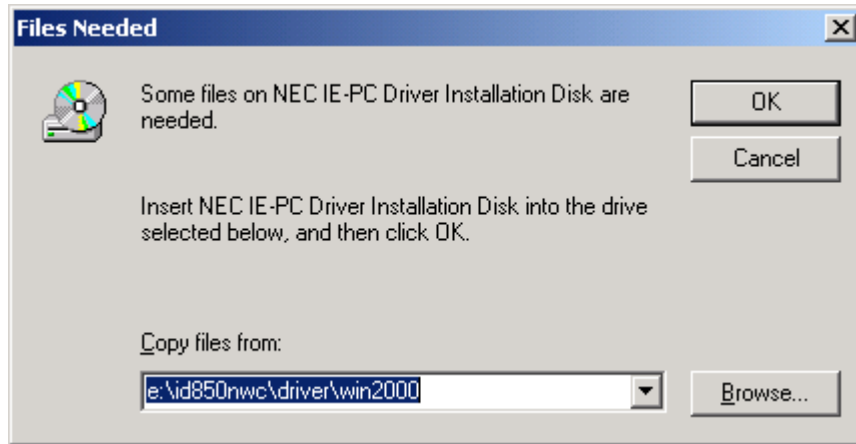 Files Needed
Some files on NEC IE-PC Driver Installation Disk are
needed.
OK
Cancel
Insert NEC IE-PC Driver Installation Disk into the drive
selected below, and then click OK.
Copy files from:
e:\id850nwc\driver\win2000
Browse...